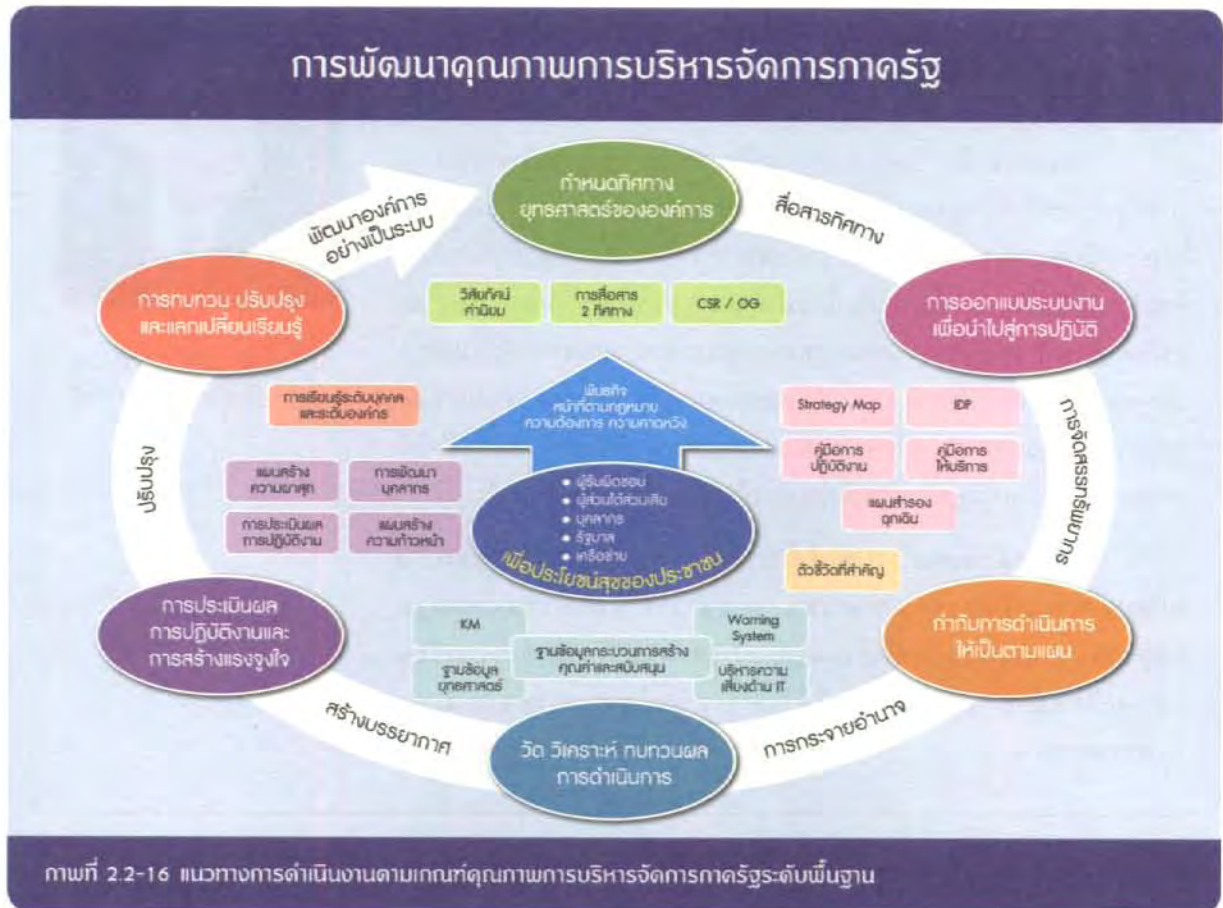 การพัฒนาคุณภาพการบริหารจัดการภาครัฐ
กำหนดทิศทาง
ยุทธศาสตร์ขององค์การ
สื่อสารทิศทาง
การออกแบบระบบงาน
เพื่อนำไปสู่การปฏิบัติ
การจัดสรรทรัพยากร
กำกับการดำเนินการ
ให้เป็นตามแผน
การกระจายอำนาจ
วัด วิเคราะห์ ทบทวนผล
การดำเนินการ
สร้างบรรยากาศ
การประเมินผล
การปฏิบัติงานและ
การสร้างแรงจูงใจ
ปรับปรุง
การทบทวน ปรับปรุง
และแลกเปลี่ยนเรียนรู้
พัฒนาองค์การ
อย่างเป็นระบบ
วิสัยทัศน์
ค่านิยม
การสื่อสาร
2 ทิศทาง
CSR / OG
การเรียนรู้ระดับบุคคล
และระดับองค์กร
พันธกิจ
หน้าที่ตามกฎหมาย
ความต้องการ ความคาดหวัง
Strategy Map
IDP
คู่มือการ
ปฏิบัติงาน
คู่มือการ
ให้บริการ
แผนสำรอง
ฉุกเฉิน
แผนสร้าง
ความผาสุก
การพัฒนา
บุคลากร
การประเมินผล
การปฏิบัติงาน
แผนสร้าง
ความก้าวหน้า
• ผู้รับผิดชอบ
• ผู้ส่วนได้ส่วนเสีย
• บุคลากร
• รัฐบาล
• เครือข่าย
เพื่อประโยชน์สุขของประชาชน
ตัวชี้วัดที่สำคัญ
KM
ฐานข้อมูล
ยุทธศาสตร์
ฐานข้อมูลกระบวนการสร้าง
คุณค่าและสนับสนุน
Warning
System
บริหารความ
เสี่ยงด้าน IT
ภาพที่ 2.2-16 แนวทางการดำเนินงานตามเกณฑ์คุณภาพการบริหารจัดการภาครัฐระดับพื้นฐาน